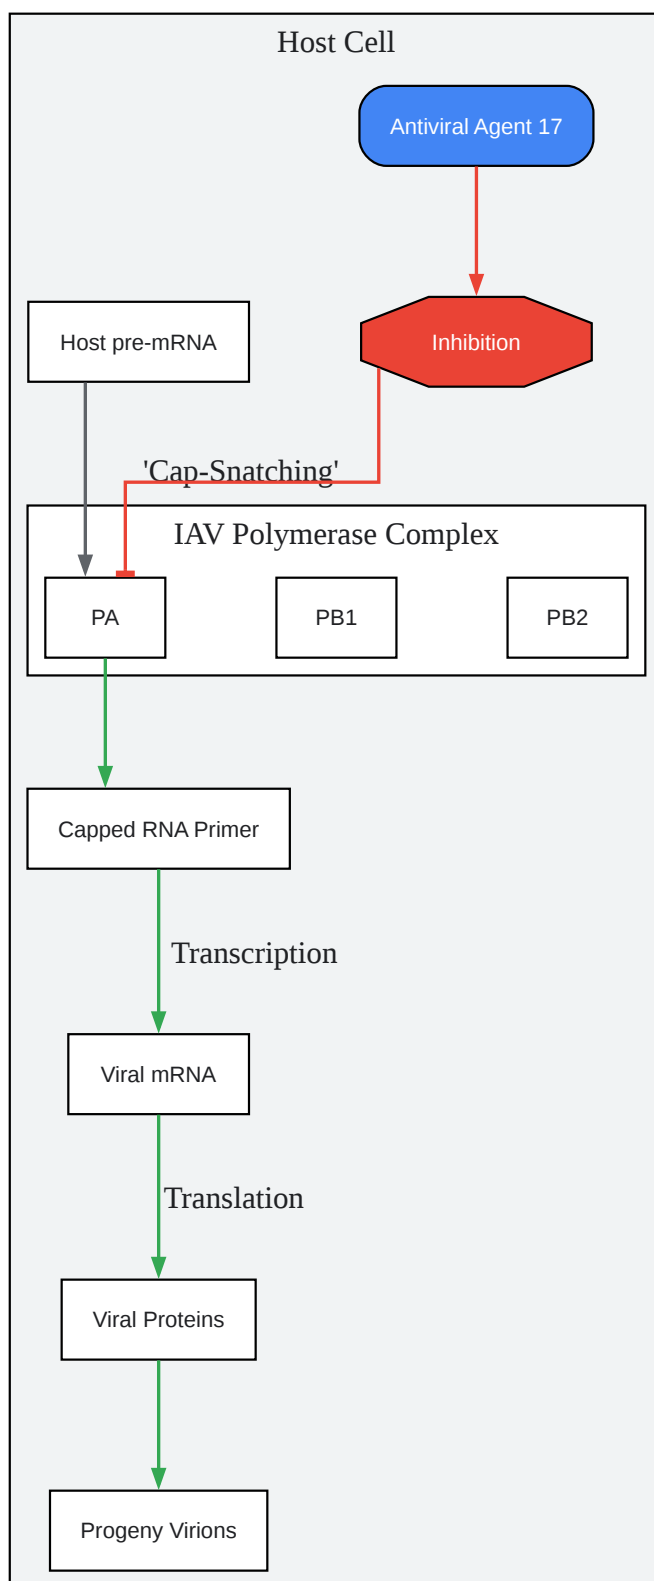 Host Cell
Antiviral Agent 17
Host pre-mRNA
Inhibition
'Cap-Snatching'
IAV Polymerase Complex
PA
PB1
PB2
Capped RNA Primer
Transcription
Viral mRNA
Translation
Viral Proteins
Progeny Virions